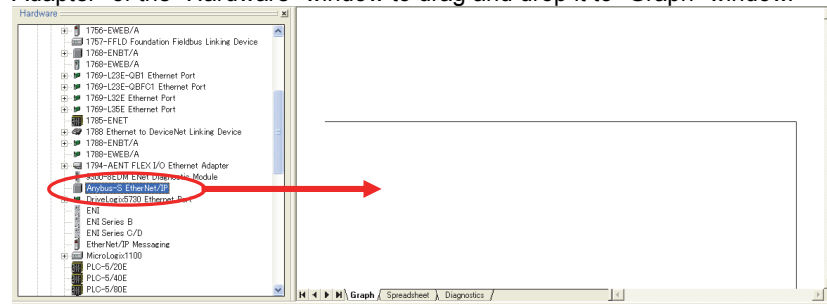 Adapter" of the "Hardware" window to drag and drop it to "Graph" window.
Hardware
1756-EWEB/A
1757-FFLD Foundation Fieldbus Linking Device
1768-ENBT/A
1768-EWEB/A
1769-L23E-QB1 Ethernet Port
1769-L23E-QBFC1 Ethernet Port
1769-L32E Ethernet Port
1769-L35E Ethernet Port
1785-ENET
1788 Ethernet to DeviceNet Linking Device
1788-ENBT/A
1788-EWEB/A
1794-AENT FLEX I/O Ethernet Adapter
9300-8EDM ENet Diagnostic Module
Anybus-S EtherNet/IP
DriveLogix5730 Ethernet Port
ENI
ENI Series B
ENI Series C/D
EtherNet/IP Messaging
MicroLogix1100
PLC-5/20E
PLC-5/40E
PLC-5/80E
Graph Spreadsheet Diagnostics